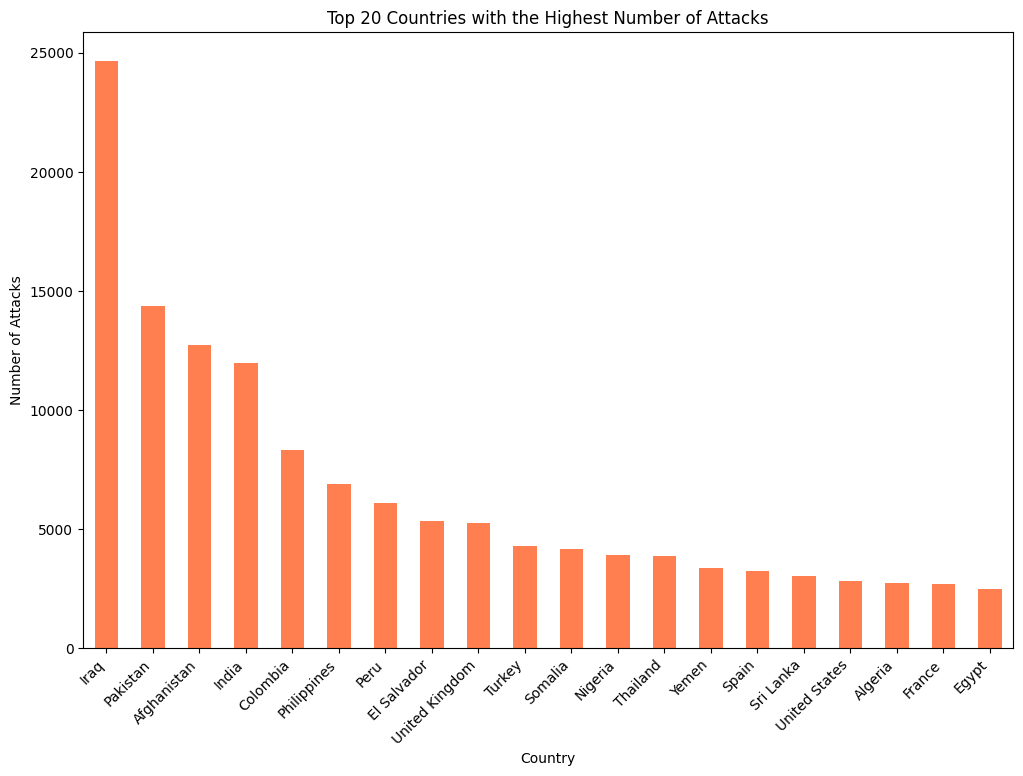 Top 20 Countries with the Highest Number of Attacks
Number of Attacks
25000
20000
15000
10000
5000
0
Iraq
Pakistan
Afghanistan
India
Colombia
Philippines
Peru
El Salvador
United Kingdom
Turkey
Somalia
Nigeria
Thailand
Yemen
Spain
Sri Lanka
United States
Algeria
France
Egypt
Country